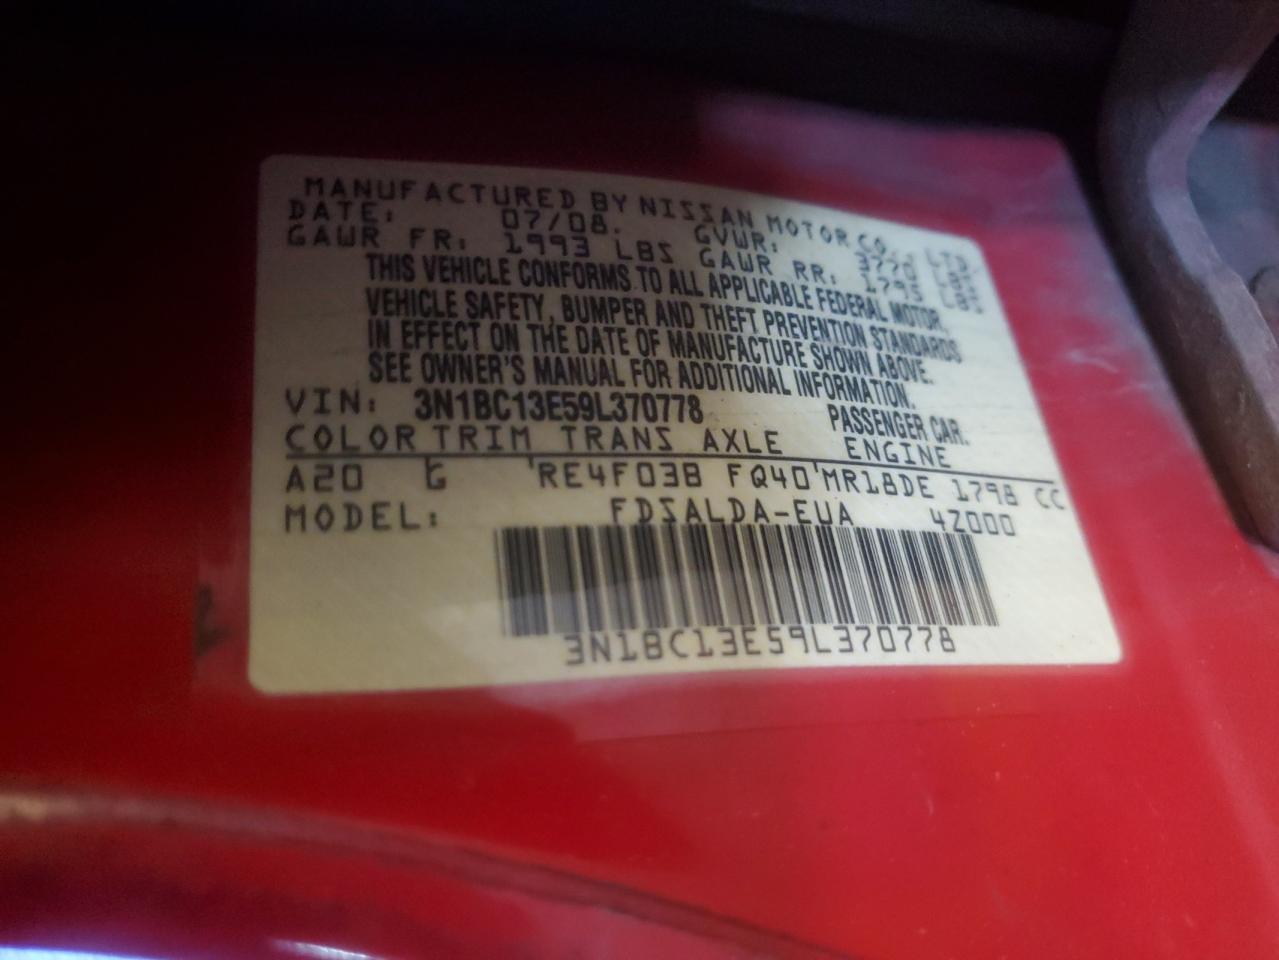 MANUFACTURED BY NISSAN MOTOR CO., LTD
DATE: 07/08. GVWR: 3770 LBS
GAWR FR: 1993 LBS GAWR RR: 1795 LBS
THIS VEHICLE CONFORMS TO ALL APPLICABLE FEDERAL MOTOR,
VEHICLE SAFETY, BUMPER AND THEFT PREVENTION STANDARDS
IN EFFECT ON THE DATE OF MANUFACTURE SHOWN ABOVE.
SEE OWNER'S MANUAL FOR ADDITIONAL INFORMATION.
VIN: 3N1BC13E59L370778 PASSENGER CAR.
COLOR TRIM TRANS AXLE ENGINE
A20 G 'RE4F03B FQ40'MR18DE 1798 CC
MODEL: FDSALDA-EUA 4Z000
3N1BC13E59L370778